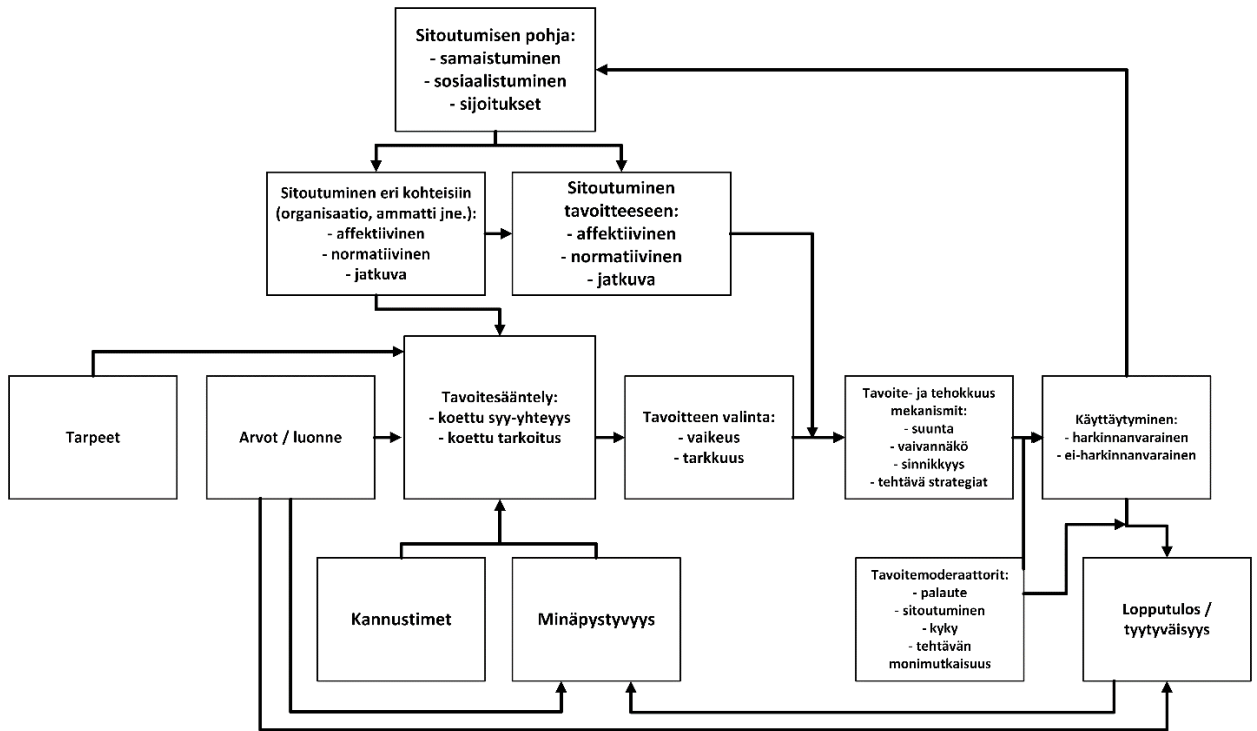 Sitoutumisen pohja:
- samaistuminen
- sosiaalistuminen
- sijoitukset
Sitoutuminen eri kohteisiin
(organisaatio, ammatti jne.):
- affektiivinen
- normatiivinen
- jatkuva
Sitoutuminen
tavoitteeseen:
- affektiivinen
- normatiivinen
- jatkuva
Tarpeet
Arvot / luonne
Tavoitesääntely:
- koettu syy-yhteys
- koettu tarkoitus
Tavoitteen valinta:
- vaikeus
- tarkkuus
Tavoite- ja tehokkuus
mekanismit:
- suunta
- vaivannäkö
- sinnikkyys
- tehtävä strategiat
Käyttäytyminen:
- harkinnanvarainen
- ei-harkinnanvarainen
Kannustimet
Minäpystyvyys
Tavoitemoderaattorit:
- palaute
- sitoutuminen
- kyky
- tehtävän
monimutkaisuus
Lopputulos /
tyytyväisyys